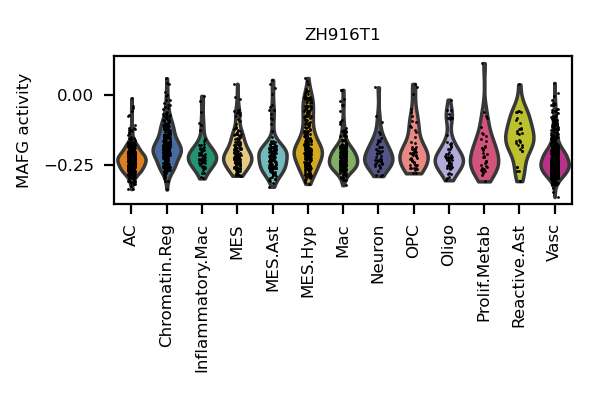 ZH916T1
MAFG activity
0.00
−0.25
AC
Chromatin.Reg
Inflammatory.Mac
MES
MES.Ast
MES.Hyp
Mac
Neuron
OPC
Oligo
Prolif.Metab
Reactive.Ast
Vasc